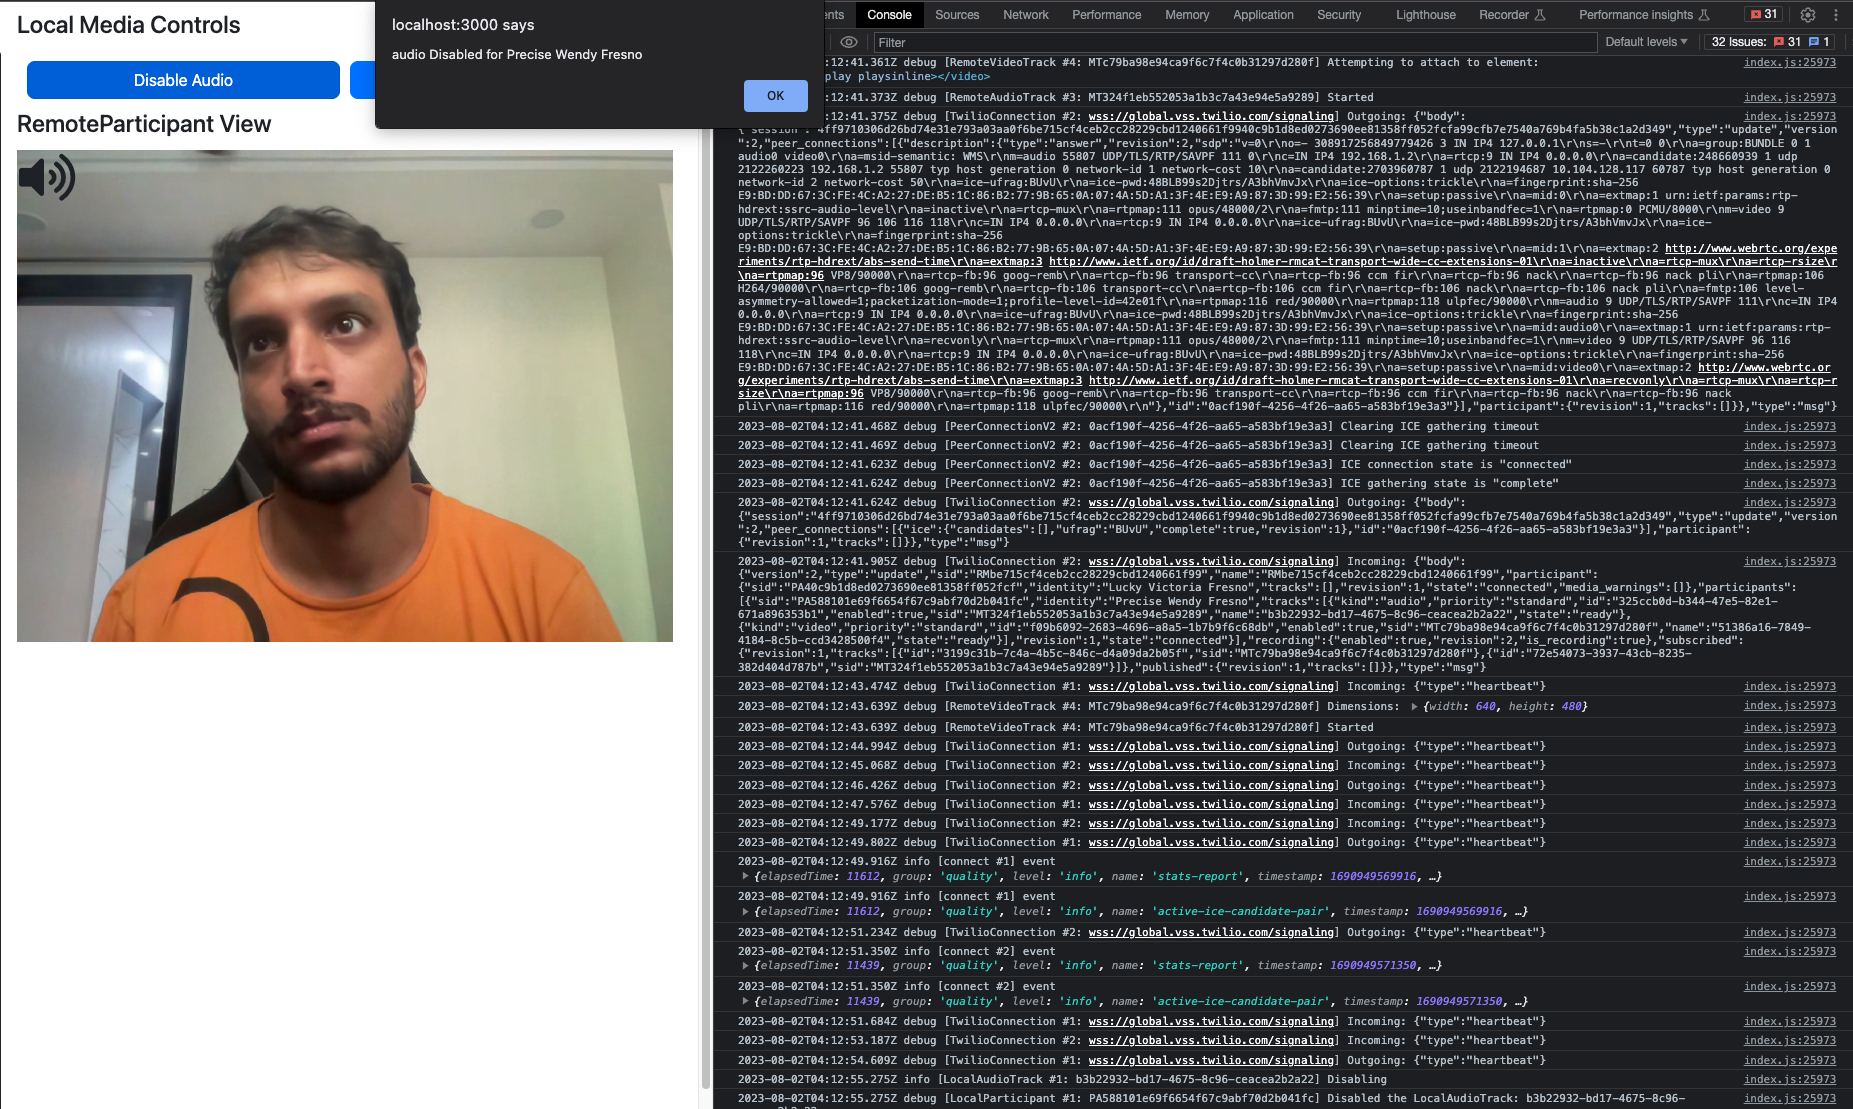 Local Media Controls
Disable Audio
RemoteParticipant View
localhost:3000 says
audio Disabled for Precise Wendy Fresno
OK
ents Console Sources Network Performance Memory Application Security Lighthouse Recorder Performance insights 31
Filter Default levels 32 Issues: 31 1
:12:41.361Z debug [RemoteVideoTrack #4: MTc79ba98e94ca9f6c7f4c0b31297d280f] Attempting to attach to element: index.js:25973
play playsinline></video>
:12:41.373Z debug [RemoteAudioTrack #3: MT324f1eb552053a1b3c7a43e94e5a9289] Started index.js:25973
:12:41.375Z debug [TwilioConnection #2: wss://global.vss.twilio.com/signaling] Outgoing: {"body": index.js:25973
{"session":"4ff9710306d26bd74e31e793a03aa0f6be715cf4ceb2cc28229cbd1240661f9940c9b1d8ed0273690ee81358ff052fcfa99cfb7e7540a769b4fa5b38c1a2d349","type":"update","version
":2,"peer_connections":[{"description":{"type":"answer","revision":2,"sdp":"v=0\r\no=- 308917256849779426 3 IN IP4 127.0.0.1\r\ns=-\r\nt=0 0\r\na=group:BUNDLE 0 1
audio0 video0\r\na=msid-semantic: WMS\r\nm=audio 55807 UDP/TLS/RTP/SAVPF 111 0\r\nc=IN IP4 192.168.1.2\r\na=rtcp:9 IN IP4 0.0.0.0\r\na=candidate:248660939 1 udp
2122260223 192.168.1.2 55807 typ host generation 0 network-id 1 network-cost 10\r\na=candidate:2703960787 1 udp 2122194687 10.104.128.117 60787 typ host generation 0
network-id 2 network-cost 50\r\na=ice-ufrag:BUvU\r\na=ice-pwd:48BLB99s2Djtrs/A3bhVmvJx\r\na=ice-options:trickle\r\na=fingerprint:sha-256
E9:BD:DD:67:3C:FE:4C:A2:27:DE:B5:1C:86:B2:77:9B:65:0A:07:4A:5D:A1:3F:4E:E9:A9:87:3D:99:E2:56:39\r\na=setup:passive\r\na=mid:0\r\na=extmap:1 urn:ietf:params:rtp-
hdrext:ssrc-audio-level\r\na=inactive\r\na=rtcp-mux\r\na=rtpmap:111 opus/48000/2\r\na=fmtp:111 minptime=10;useinbandfec=1\r\na=rtpmap:0 PCMU/8000\r\nm=video 9
UDP/TLS/RTP/SAVPF 96 106 116 118\r\nc=IN IP4 0.0.0.0\r\na=rtcp:9 IN IP4 0.0.0.0\r\na=ice-ufrag:BUvU\r\na=ice-pwd:48BLB99s2Djtrs/A3bhVmvJx\r\na=ice-
options:trickle\r\na=fingerprint:sha-256
E9:BD:DD:67:3C:FE:4C:A2:27:DE:B5:1C:86:B2:77:9B:65:0A:07:4A:5D:A1:3F:4E:E9:A9:87:3D:99:E2:56:39\r\na=setup:passive\r\na=mid:1\r\na=extmap:2 http://www.webrtc.org/expe
riments/rtp-hdrext/abs-send-time\r\na=extmap:3 http://www.ietf.org/id/draft-holmer-rmcat-transport-wide-cc-extensions-01\r\na=inactive\r\na=rtcp-mux\r\na=rtcp-rsize\r
\na=rtpmap:96 VP8/90000\r\na=rtcp-fb:96 goog-remb\r\na=rtcp-fb:96 transport-cc\r\na=rtcp-fb:96 ccm fir\r\na=rtcp-fb:96 nack\r\na=rtcp-fb:96 nack pli\r\na=rtpmap:106
H264/90000\r\na=rtcp-fb:106 goog-remb\r\na=rtcp-fb:106 transport-cc\r\na=rtcp-fb:106 ccm fir\r\na=rtcp-fb:106 nack\r\na=rtcp-fb:106 nack pli\r\na=fmtp:106 level-
asymmetry-allowed=1;packetization-mode=1;profile-level-id=42e01f\r\na=rtpmap:116 red/90000\r\na=rtpmap:118 ulpfec/90000\r\nm=audio 9 UDP/TLS/RTP/SAVPF 111\r\nc=IN IP4
0.0.0.0\r\na=rtcp:9 IN IP4 0.0.0.0\r\na=ice-ufrag:BUvU\r\na=ice-pwd:48BLB99s2Djtrs/A3bhVmvJx\r\na=ice-options:trickle\r\na=fingerprint:sha-256
E9:BD:DD:67:3C:FE:4C:A2:27:DE:B5:1C:86:B2:77:9B:65:0A:07:4A:5D:A1:3F:4E:E9:A9:87:3D:99:E2:56:39\r\na=setup:passive\r\na=mid:audio0\r\na=extmap:1 urn:ietf:params:rtp-
hdrext:ssrc-audio-level\r\na=recvonly\r\na=rtcp-mux\r\na=rtpmap:111 opus/48000/2\r\na=fmtp:111 minptime=10;useinbandfec=1\r\nm=video 9 UDP/TLS/RTP/SAVPF 96 116
118\r\nc=IN IP4 0.0.0.0\r\na=rtcp:9 IN IP4 0.0.0.0\r\na=ice-ufrag:BUvU\r\na=ice-pwd:48BLB99s2Djtrs/A3bhVmvJx\r\na=ice-options:trickle\r\na=fingerprint:sha-256
E9:BD:DD:67:3C:FE:4C:A2:27:DE:B5:1C:86:B2:77:9B:65:0A:07:4A:5D:A1:3F:4E:E9:A9:87:3D:99:E2:56:39\r\na=setup:passive\r\na=mid:video0\r\na=extmap:2 http://www.webrtc.or
g/experiments/rtp-hdrext/abs-send-time\r\na=extmap:3 http://www.ietf.org/id/draft-holmer-rmcat-transport-wide-cc-extensions-01\r\na=recvonly\r\na=rtcp-mux\r\na=rtcp-r
size\r\na=rtpmap:96 VP8/90000\r\na=rtcp-fb:96 goog-remb\r\na=rtcp-fb:96 transport-cc\r\na=rtcp-fb:96 ccm fir\r\na=rtcp-fb:96 nack\r\na=rtcp-fb:96 nack
pli\r\na=rtpmap:116 red/90000\r\na=rtpmap:118 ulpfec/90000\r\n"},"id":"0acf190f-4256-4f26-aa65-a583bf19e3a3"}],"participant":{"revision":1,"tracks":[]}},"type":"msg"}
2023-08-02T04:12:41.468Z debug [PeerConnectionV2 #2: 0acf190f-4256-4f26-aa65-a583bf19e3a3] Clearing ICE gathering timeout index.js:25973
2023-08-02T04:12:41.469Z debug [PeerConnectionV2 #2: 0acf190f-4256-4f26-aa65-a583bf19e3a3] Clearing ICE gathering timeout index.js:25973
2023-08-02T04:12:41.623Z debug [PeerConnectionV2 #2: 0acf190f-4256-4f26-aa65-a583bf19e3a3] ICE connection state is "connected" index.js:25973
2023-08-02T04:12:41.624Z debug [PeerConnectionV2 #2: 0acf190f-4256-4f26-aa65-a583bf19e3a3] ICE gathering state is "complete" index.js:25973
2023-08-02T04:12:41.624Z debug [TwilioConnection #2: wss://global.vss.twilio.com/signaling] Outgoing: {"body": index.js:25973
{"session":"4ff9710306d26bd74e31e793a03aa0f6be715cf4ceb2cc28229cbd1240661f9940c9b1d8ed0273690ee81358ff052fcfa99cfb7e7540a769b4fa5b38c1a2d349","type":"update","version
":2,"peer_connections":[{"ice":{"candidates":[],"ufrag":"BUvU","complete":true,"revision":1},"id":"0acf190f-4256-4f26-aa65-a583bf19e3a3"}],"participant":
{"revision":1,"tracks":[]}},"type":"msg"}
2023-08-02T04:12:41.905Z debug [TwilioConnection #2: wss://global.vss.twilio.com/signaling] Incoming: {"body": index.js:25973
{"version":2,"type":"update","sid":"RMbe715cf4ceb2cc28229cbd1240661f99","name":"RMbe715cf4ceb2cc28229cbd1240661f99","participant":
{"sid":"PA40c9b1d8ed0273690ee81358ff052fcf","identity":"Lucky Victoria Fresno","tracks":[],"revision":1,"state":"connected","media_warnings":[]},"participants":
[{"sid":"PA588101e69f6654f67c9abf70d2b041fc","identity":"Precise Wendy Fresno","tracks":[{"kind":"audio","priority":"standard","id":"325ccb0d-b344-47e5-82e1-
671a896353b1","enabled":true,"sid":"MT324f1eb552053a1b3c7a43e94e5a9289","name":"b3b22932-bd17-4675-8c96-ceacea2b2a22","state":"ready"},
{"kind":"video","priority":"standard","id":"f09b6092-2683-4696-a8a5-1b7b9f6c68db","enabled":true,"sid":"MTc79ba98e94ca9f6c7f4c0b31297d280f","name":"51386a16-7849-
4184-8c5b-ccd3428500f4","state":"ready"}],"revision":1,"state":"connected"}],"recording":{"enabled":true,"revision":2,"is_recording":true},"subscribed":
{"revision":1,"tracks":[{"id":"3199c31b-7c4a-4b5c-846c-d4a09da2b05f","sid":"MTc79ba98e94ca9f6c7f4c0b31297d280f"},{"id":"72e54073-3937-43cb-8235-
382d404d787b","sid":"MT324f1eb552053a1b3c7a43e94e5a9289"}]},"published":{"revision":1,"tracks":[]}},"type":"msg"}
2023-08-02T04:12:43.474Z debug [TwilioConnection #1: wss://global.vss.twilio.com/signaling] Incoming: {"type":"heartbeat"} index.js:25973
2023-08-02T04:12:43.639Z debug [RemoteVideoTrack #4: MTc79ba98e94ca9f6c7f4c0b31297d280f] Dimensions: {width: 640, height: 480} index.js:25973
2023-08-02T04:12:43.639Z debug [RemoteVideoTrack #4: MTc79ba98e94ca9f6c7f4c0b31297d280f] Started index.js:25973
2023-08-02T04:12:44.994Z debug [TwilioConnection #1: wss://global.vss.twilio.com/signaling] Outgoing: {"type":"heartbeat"} index.js:25973
2023-08-02T04:12:45.068Z debug [TwilioConnection #2: wss://global.vss.twilio.com/signaling] Incoming: {"type":"heartbeat"} index.js:25973
2023-08-02T04:12:46.426Z debug [TwilioConnection #2: wss://global.vss.twilio.com/signaling] Outgoing: {"type":"heartbeat"} index.js:25973
2023-08-02T04:12:47.576Z debug [TwilioConnection #1: wss://global.vss.twilio.com/signaling] Incoming: {"type":"heartbeat"} index.js:25973
2023-08-02T04:12:49.177Z debug [TwilioConnection #2: wss://global.vss.twilio.com/signaling] Incoming: {"type":"heartbeat"} index.js:25973
2023-08-02T04:12:49.802Z debug [TwilioConnection #1: wss://global.vss.twilio.com/signaling] Outgoing: {"type":"heartbeat"} index.js:25973
2023-08-02T04:12:49.916Z info [connect #1] event index.js:25973
{elapsedTime: 11612, group: 'quality', level: 'info', name: 'stats-report', timestamp: 1690949569916, …}
2023-08-02T04:12:49.916Z info [connect #1] event index.js:25973
{elapsedTime: 11612, group: 'quality', level: 'info', name: 'active-ice-candidate-pair', timestamp: 1690949569916, …}
2023-08-02T04:12:51.234Z debug [TwilioConnection #2: wss://global.vss.twilio.com/signaling] Outgoing: {"type":"heartbeat"} index.js:25973
2023-08-02T04:12:51.350Z info [connect #2] event index.js:25973
{elapsedTime: 11439, group: 'quality', level: 'info', name: 'stats-report', timestamp: 1690949571350, …}
2023-08-02T04:12:51.350Z info [connect #2] event index.js:25973
{elapsedTime: 11439, group: 'quality', level: 'info', name: 'active-ice-candidate-pair', timestamp: 1690949571350, …}
2023-08-02T04:12:51.684Z debug [TwilioConnection #1: wss://global.vss.twilio.com/signaling] Incoming: {"type":"heartbeat"} index.js:25973
2023-08-02T04:12:53.187Z debug [TwilioConnection #2: wss://global.vss.twilio.com/signaling] Incoming: {"type":"heartbeat"} index.js:25973
2023-08-02T04:12:54.609Z debug [TwilioConnection #1: wss://global.vss.twilio.com/signaling] Outgoing: {"type":"heartbeat"} index.js:25973
2023-08-02T04:12:55.275Z info [LocalAudioTrack #1: b3b22932-bd17-4675-8c96-ceacea2b2a22] Disabling index.js:25973
2023-08-02T04:12:55.275Z debug [LocalParticipant #1: PA588101e69f6654f67c9abf70d2b041fc] Disabled the LocalAudioTrack: b3b22932-bd17-4675-8c96- index.js:25973